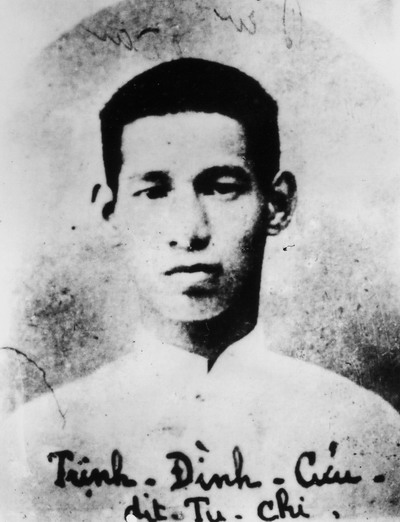 Trịnh - Đình - Cửu -
dit - Tu - chi.